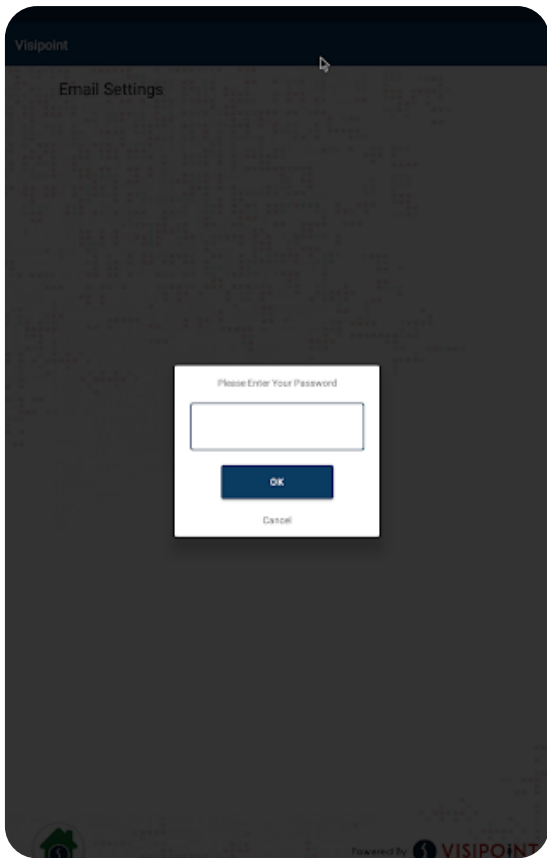 Visipoint
Email Settings
Please Enter Your Password
OK
Cancel
Powered By VISIPOINT